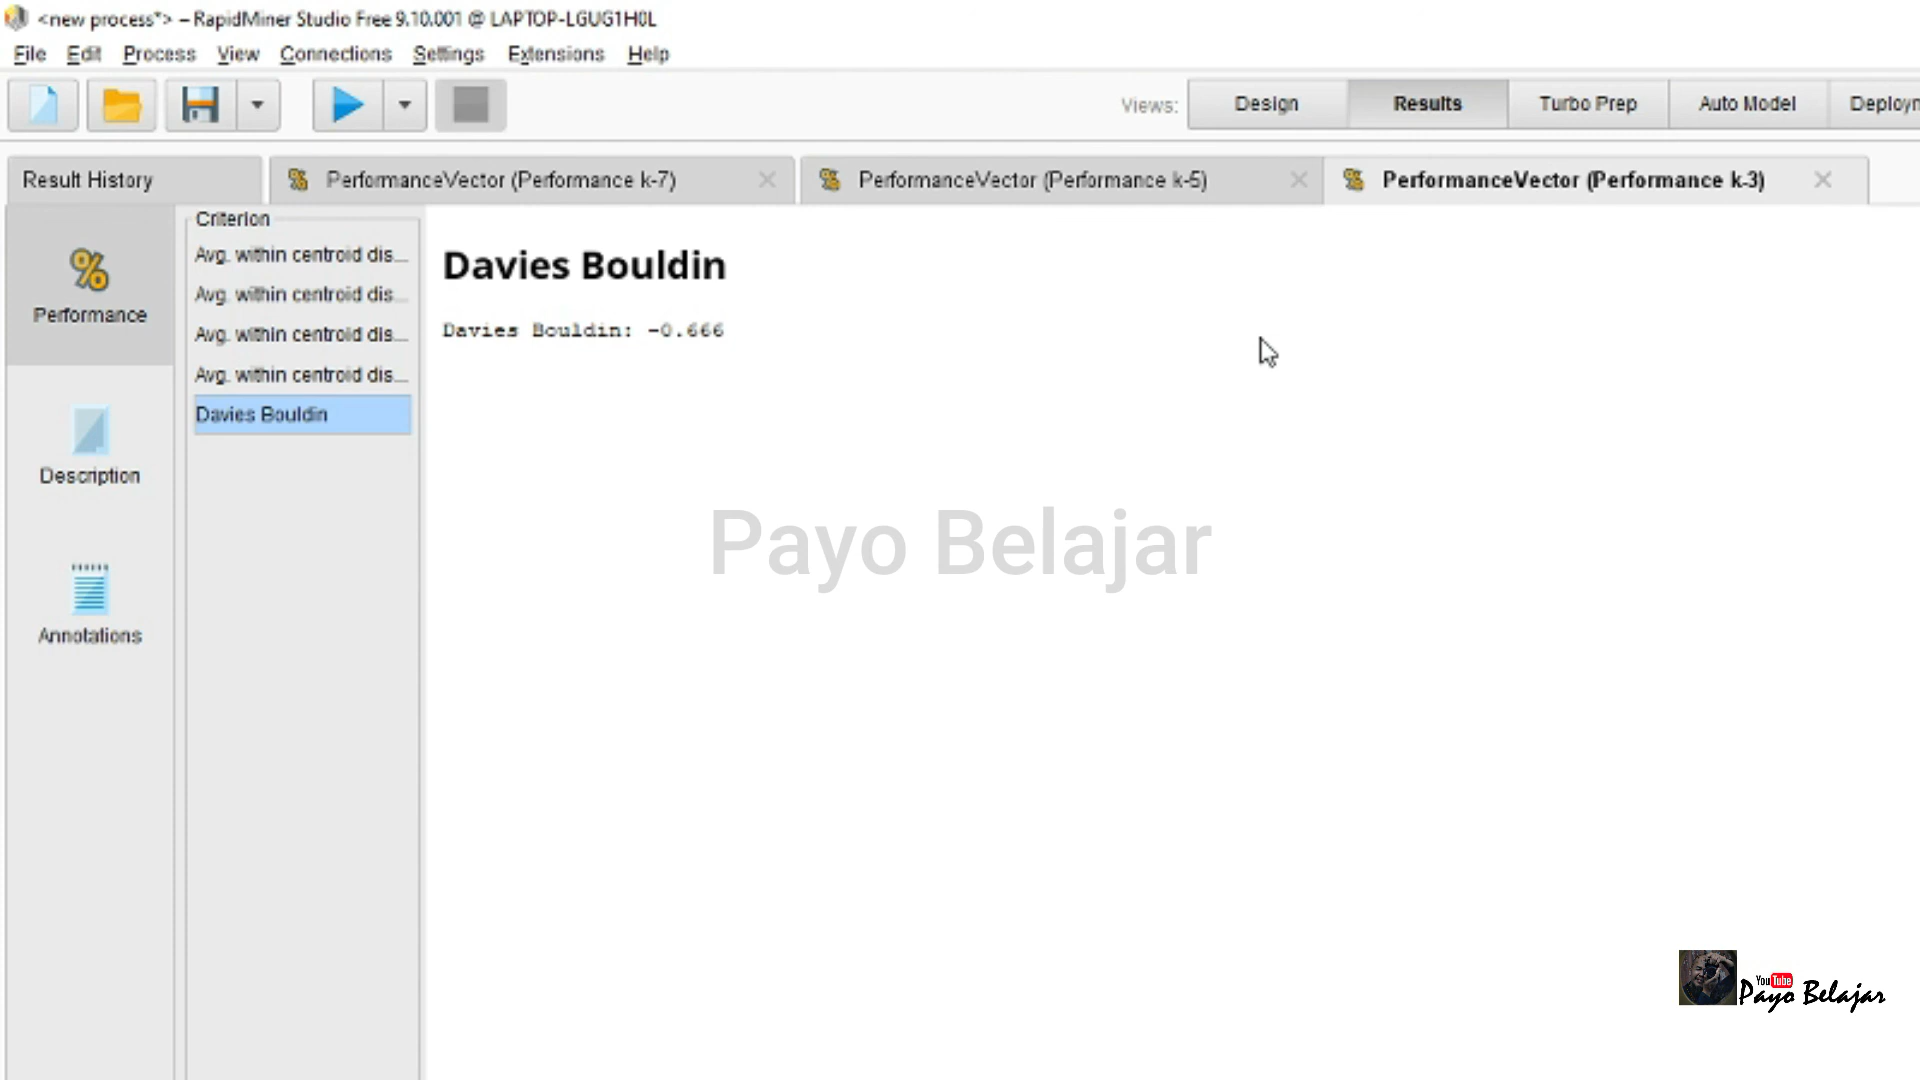 <new process*> – RapidMiner Studio Free 9.10.001 @ LAPTOP-LGUG1H0L
File Edit Process View Connections Settings Extensions Help
Views: Design Results Turbo Prep Auto Model Deploym
Result History PerformanceVector (Performance k-7) PerformanceVector (Performance k-5) PerformanceVector (Performance k-3)
Criterion
Avg. within centroid dis...
Avg. within centroid dis...
Avg. within centroid dis...
Avg. within centroid dis...
Davies Bouldin
Performance
Description
Annotations
Davies Bouldin
Davies Bouldin: -0.666
Payo Belajar
YouTube
Payo Belajar